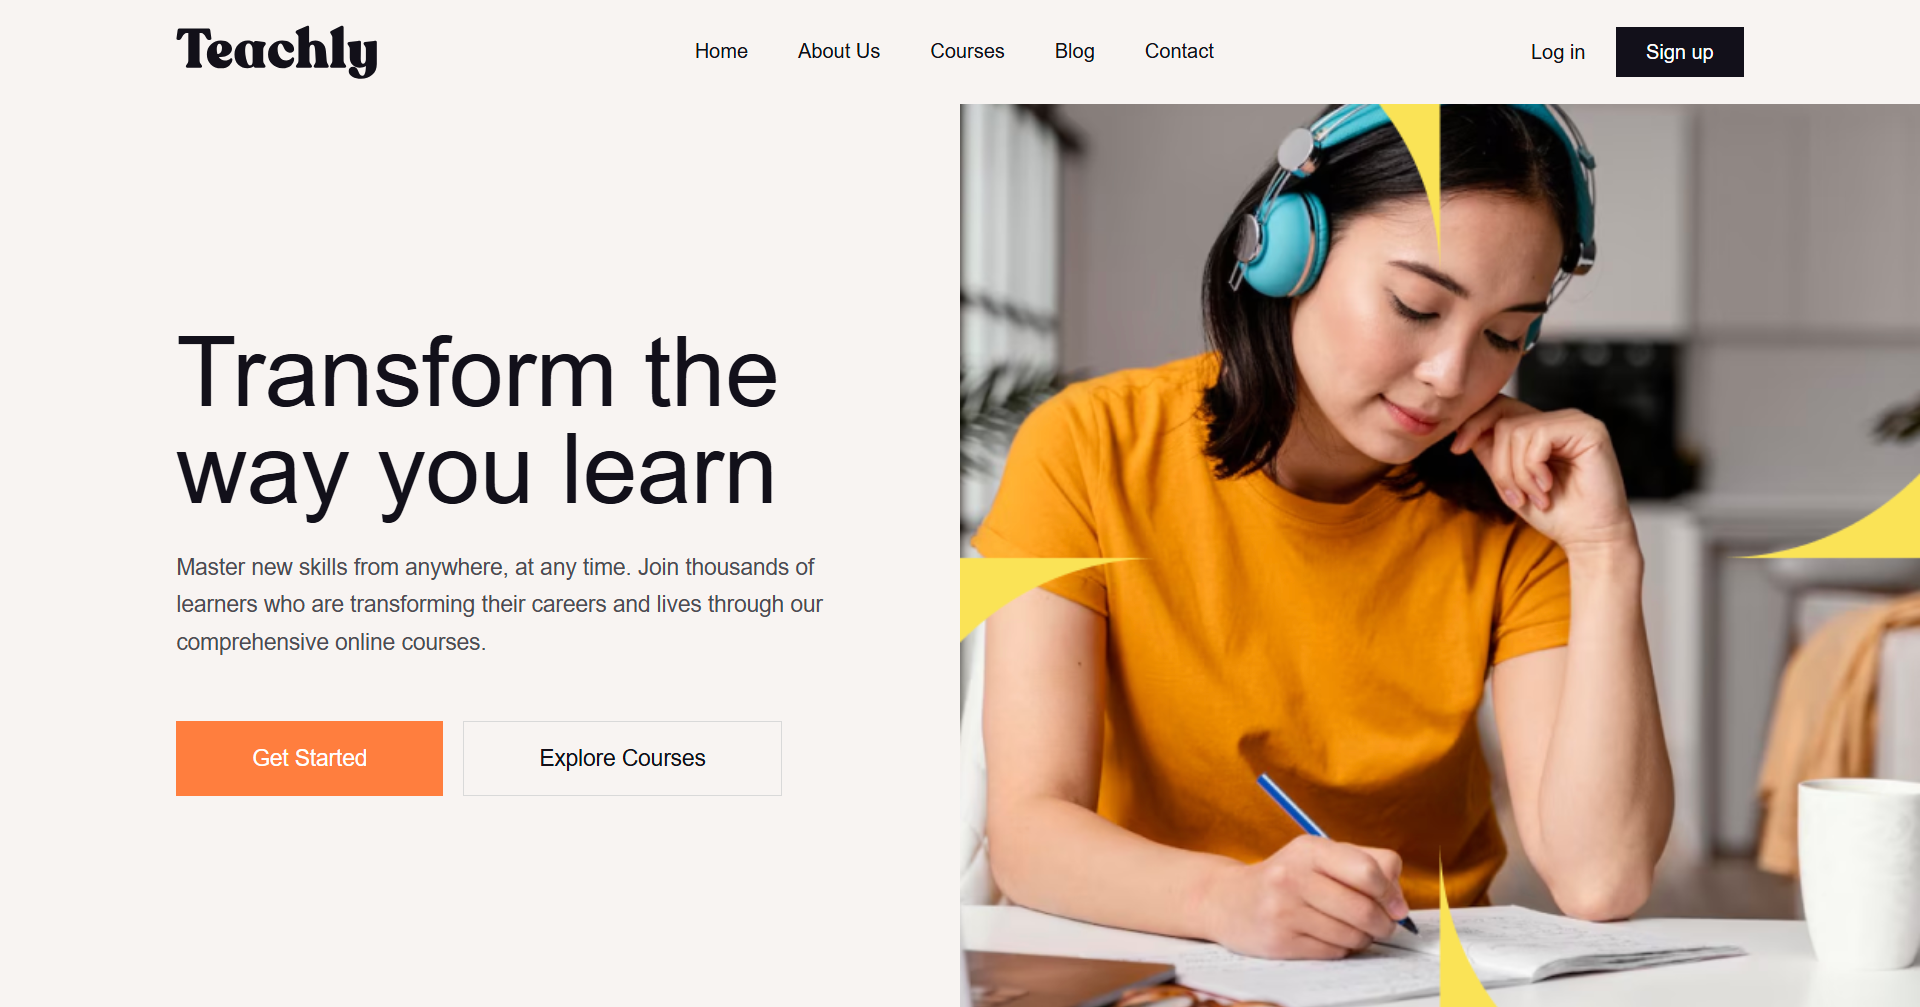 Teachly
Home
About Us
Courses
Blog
Contact
Log in
Sign up
Transform the
way you learn
Master new skills from anywhere, at any time. Join thousands of
learners who are transforming their careers and lives through our
comprehensive online courses.
Get Started
Explore Courses